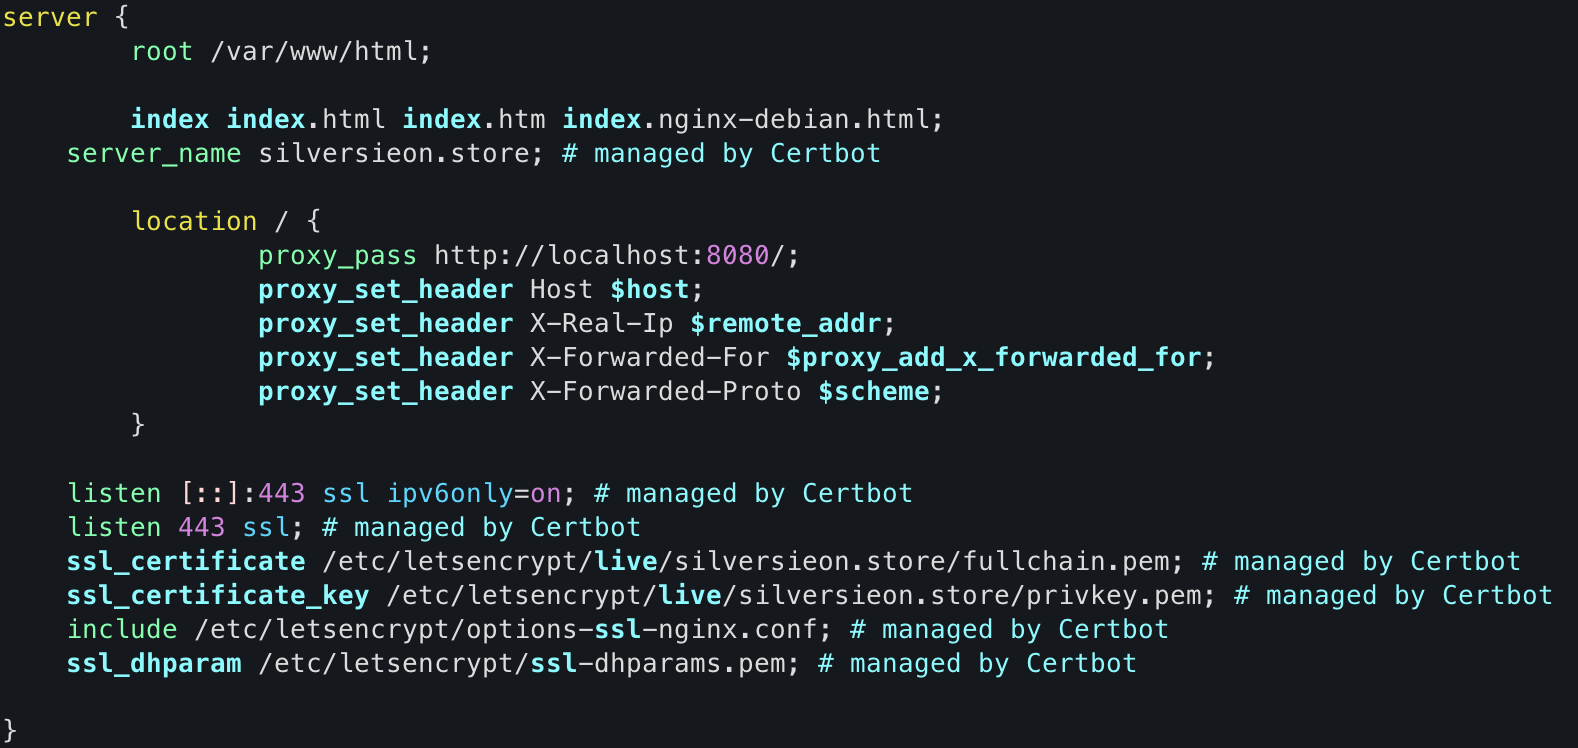 server {
root /var/www/html;
index index.html index.htm index.nginx-debian.html;
server_name silversieon.store; # managed by Certbot
location / {
proxy_pass http://localhost:8080/;
proxy_set_header Host $host;
proxy_set_header X-Real-Ip $remote_addr;
proxy_set_header X-Forwarded-For $proxy_add_x_forwarded_for;
proxy_set_header X-Forwarded-Proto $scheme;
}
listen [::]:443 ssl ipv6only=on; # managed by Certbot
listen 443 ssl; # managed by Certbot
ssl_certificate /etc/letsencrypt/live/silversieon.store/fullchain.pem; # managed by Certbot
ssl_certificate_key /etc/letsencrypt/live/silversieon.store/privkey.pem; # managed by Certbot
include /etc/letsencrypt/options-ssl-nginx.conf; # managed by Certbot
ssl_dhparam /etc/letsencrypt/ssl-dhparams.pem; # managed by Certbot
}